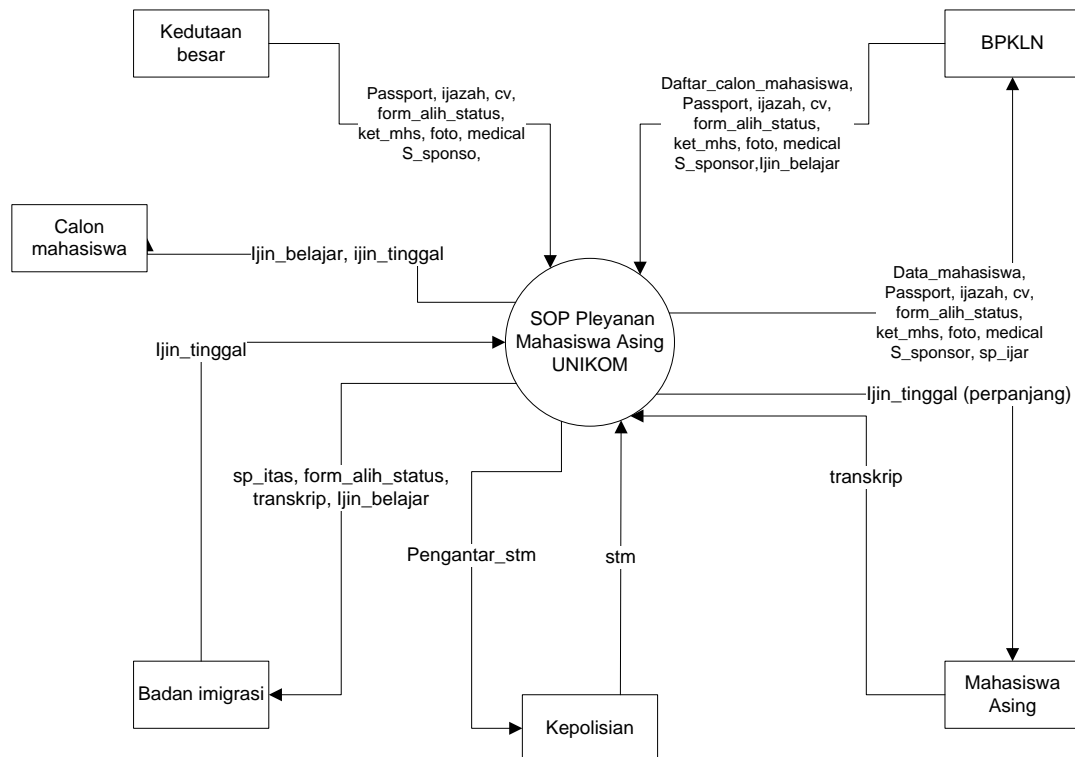 Kedutaan
besar
BPKLN
Passport, ijazah, cv,
form_alih_status,
ket_mhs, foto, medical
S_sponso,
Daftar_calon_mahasiswa,
Passport, ijazah, cv,
form_alih_status,
ket_mhs, foto, medical
S_sponsor,Ijin_belajar
Calon
mahasiswa
Ijin_belajar, ijin_tinggal
SOP Pleyanan
Mahasiswa Asing
UNIKOM
Data_mahasiswa,
Passport, ijazah, cv,
form_alih_status,
ket_mhs, foto, medical
S_sponsor, sp_ijar
Ijin_tinggal
Ijin_tinggal (perpanjang)
sp_itas, form_alih_status,
transkrip, Ijin_belajar
transkrip
Pengantar_stm
stm
Badan imigrasi
Kepolisian
Mahasiswa
Asing